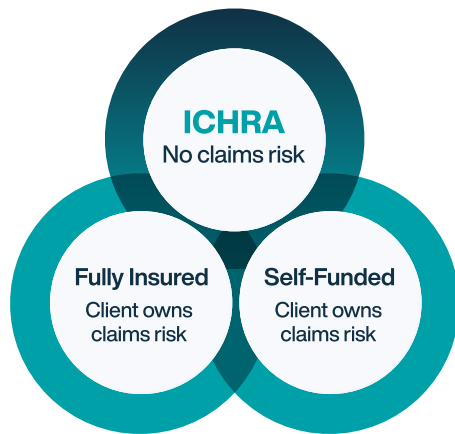 ICHRA
No claims risk
Fully Insured
Client owns
claims risk
Self-Funded
Client owns
claims risk